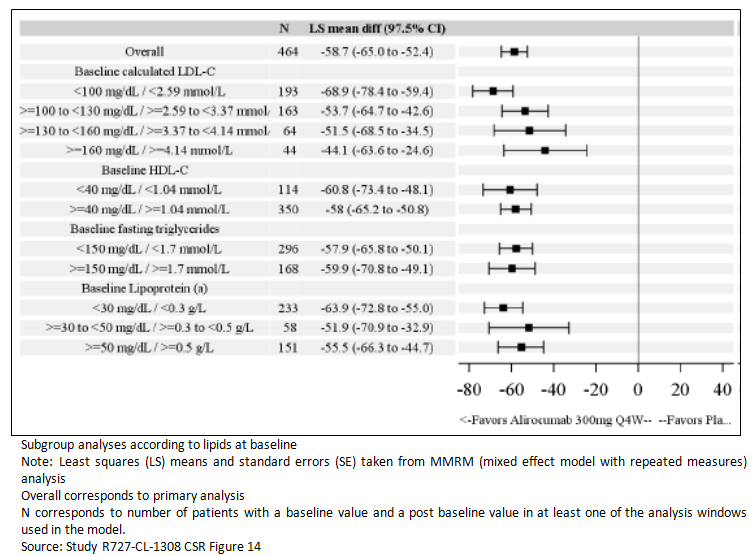 N LS mean diff (97.5% CI)
Overall 464 -58.7 (-65.0 to -52.4)
Baseline calculated LDL-C
<100 mg/dL / <2.59 mmol/L 193 -68.9 (-78.4 to -59.4)
>=100 to <130 mg/dL / >=2.59 to <3.37 mmol/ 163 -53.7 (-64.7 to -42.6)
>=130 to <160 mg/dL / >=3.37 to <4.14 mmol/ 64 -51.5 (-68.5 to -34.5)
>=160 mg/dL / >=4.14 mmol/L 44 -44.1 (-63.6 to -24.6)
Baseline HDL-C
<40 mg/dL / <1.04 mmol/L 114 -60.8 (-73.4 to -48.1)
>=40 mg/dL / >=1.04 mmol/L 350 -58 (-65.2 to -50.8)
Baseline fasting triglycerides
<150 mg/dL / <1.7 mmol/L 296 -57.9 (-65.8 to -50.1)
>=150 mg/dL / >=1.7 mmol/L 168 -59.9 (-70.8 to -49.1)
Baseline Lipoprotein (a)
<30 mg/dL / <0.3 g/L 233 -63.9 (-72.8 to -55.0)
>=30 to <50 mg/dL / >=0.3 to <0.5 g/L 58 -51.9 (-70.9 to -32.9)
>=50 mg/dL / >=0.5 g/L 151 -55.5 (-66.3 to -44.7)
-80 -60 -40 -20 0 20 40
<-Favors Alirocumab 300mg Q4W-- --Favors Pla...
Subgroup analyses according to lipids at baseline
Note: Least squares (LS) means and standard errors (SE) taken from MMRM (mixed effect model with repeated measures)
analysis
Overall corresponds to primary analysis
N corresponds to number of patients with a baseline value and a post baseline value in at least one of the analysis windows
used in the model.
Source: Study R727-CL-1308 CSR Figure 14